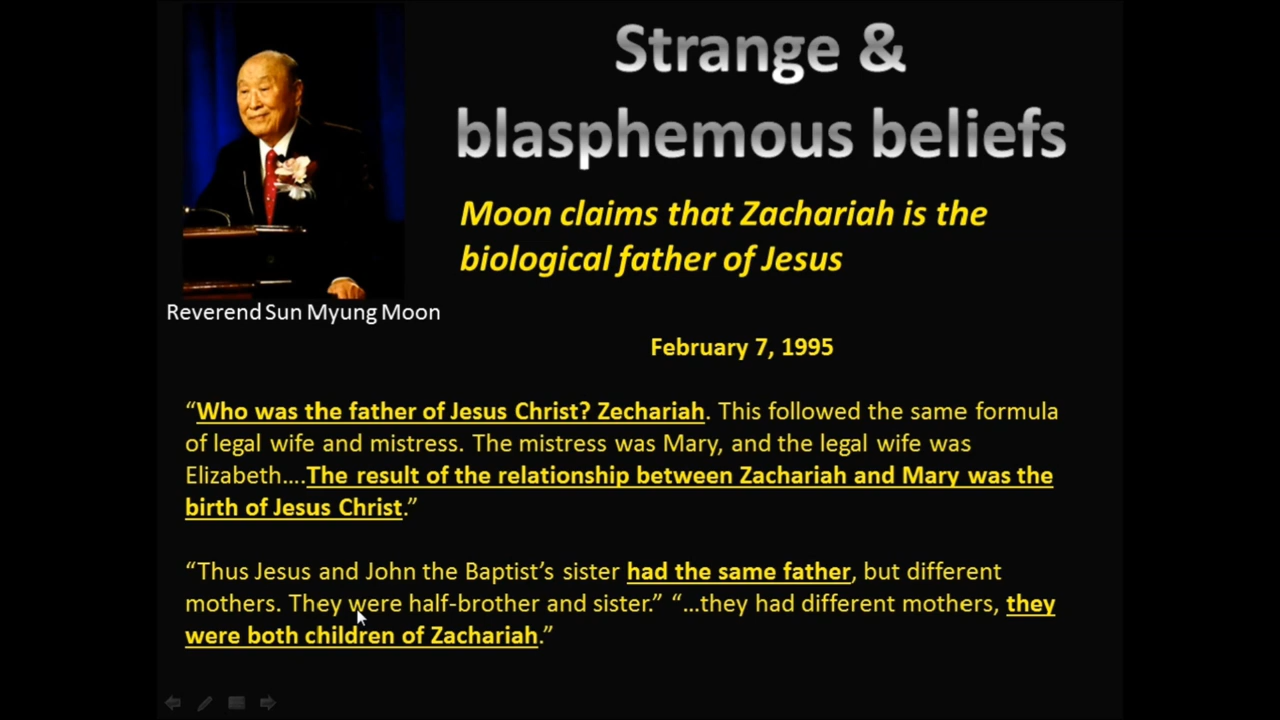 Strange &
blasphemous beliefs
Moon claims that Zachariah is the
biological father of Jesus
Reverend Sun Myung Moon
February 7, 1995
“Who was the father of Jesus Christ? Zechariah. This followed the same formula
of legal wife and mistress. The mistress was Mary, and the legal wife was
Elizabeth….The result of the relationship between Zachariah and Mary was the
birth of Jesus Christ.”
“Thus Jesus and John the Baptist’s sister had the same father, but different
mothers. They were half-brother and sister.” “…they had different mothers, they
were both children of Zachariah.”